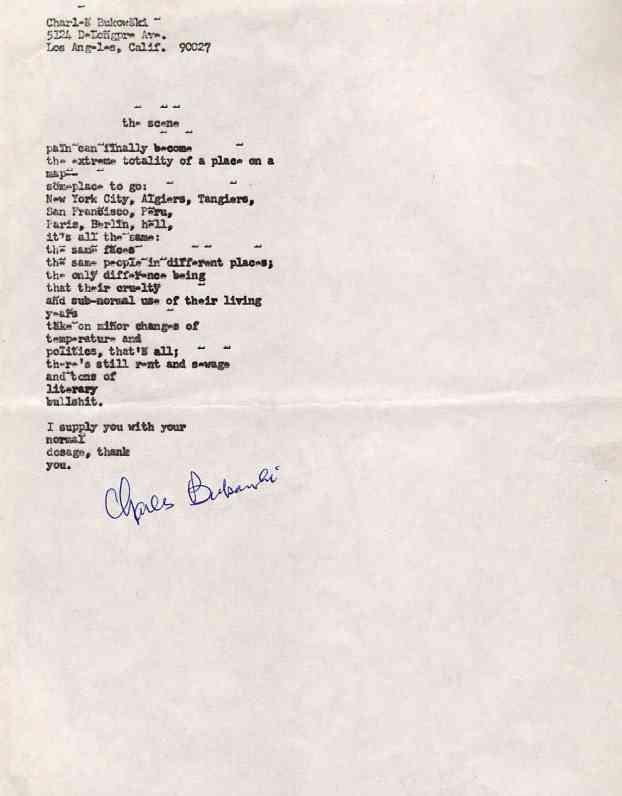 Charles Bukowski
5124 DeLongpre Ave.
Los Angeles, Calif. 90027
the scene
pain can finally become
the extreme totality of a place on a
map--
someplace to go:
New York City, Algiers, Tangiers,
San Fransisco, Peru,
Paris, Berlin, hell,
it's all the same:
the same faces
the same people in different places;
the only difference being
that their cruelty
and sub-normal use of their living
years
take on minor changes of
temperature and
politics, that's all;
there's still rent and sewage
and tons of
literary
bullshit.
I supply you with your
normal
dosage, thank
you.
Charles Bukowski